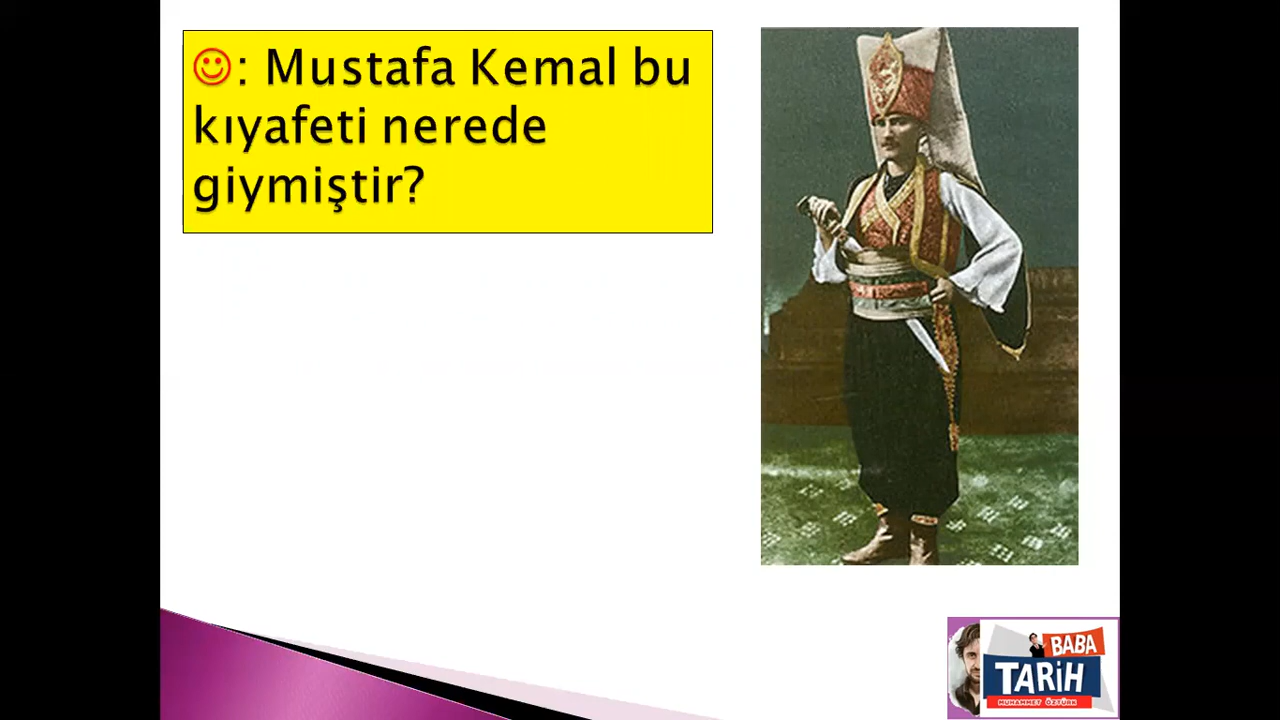 ☺: Mustafa Kemal bu
kıyafeti nerede
giymiştir?
BABA
TARİH
MUHAMMET ÖZTÜRK